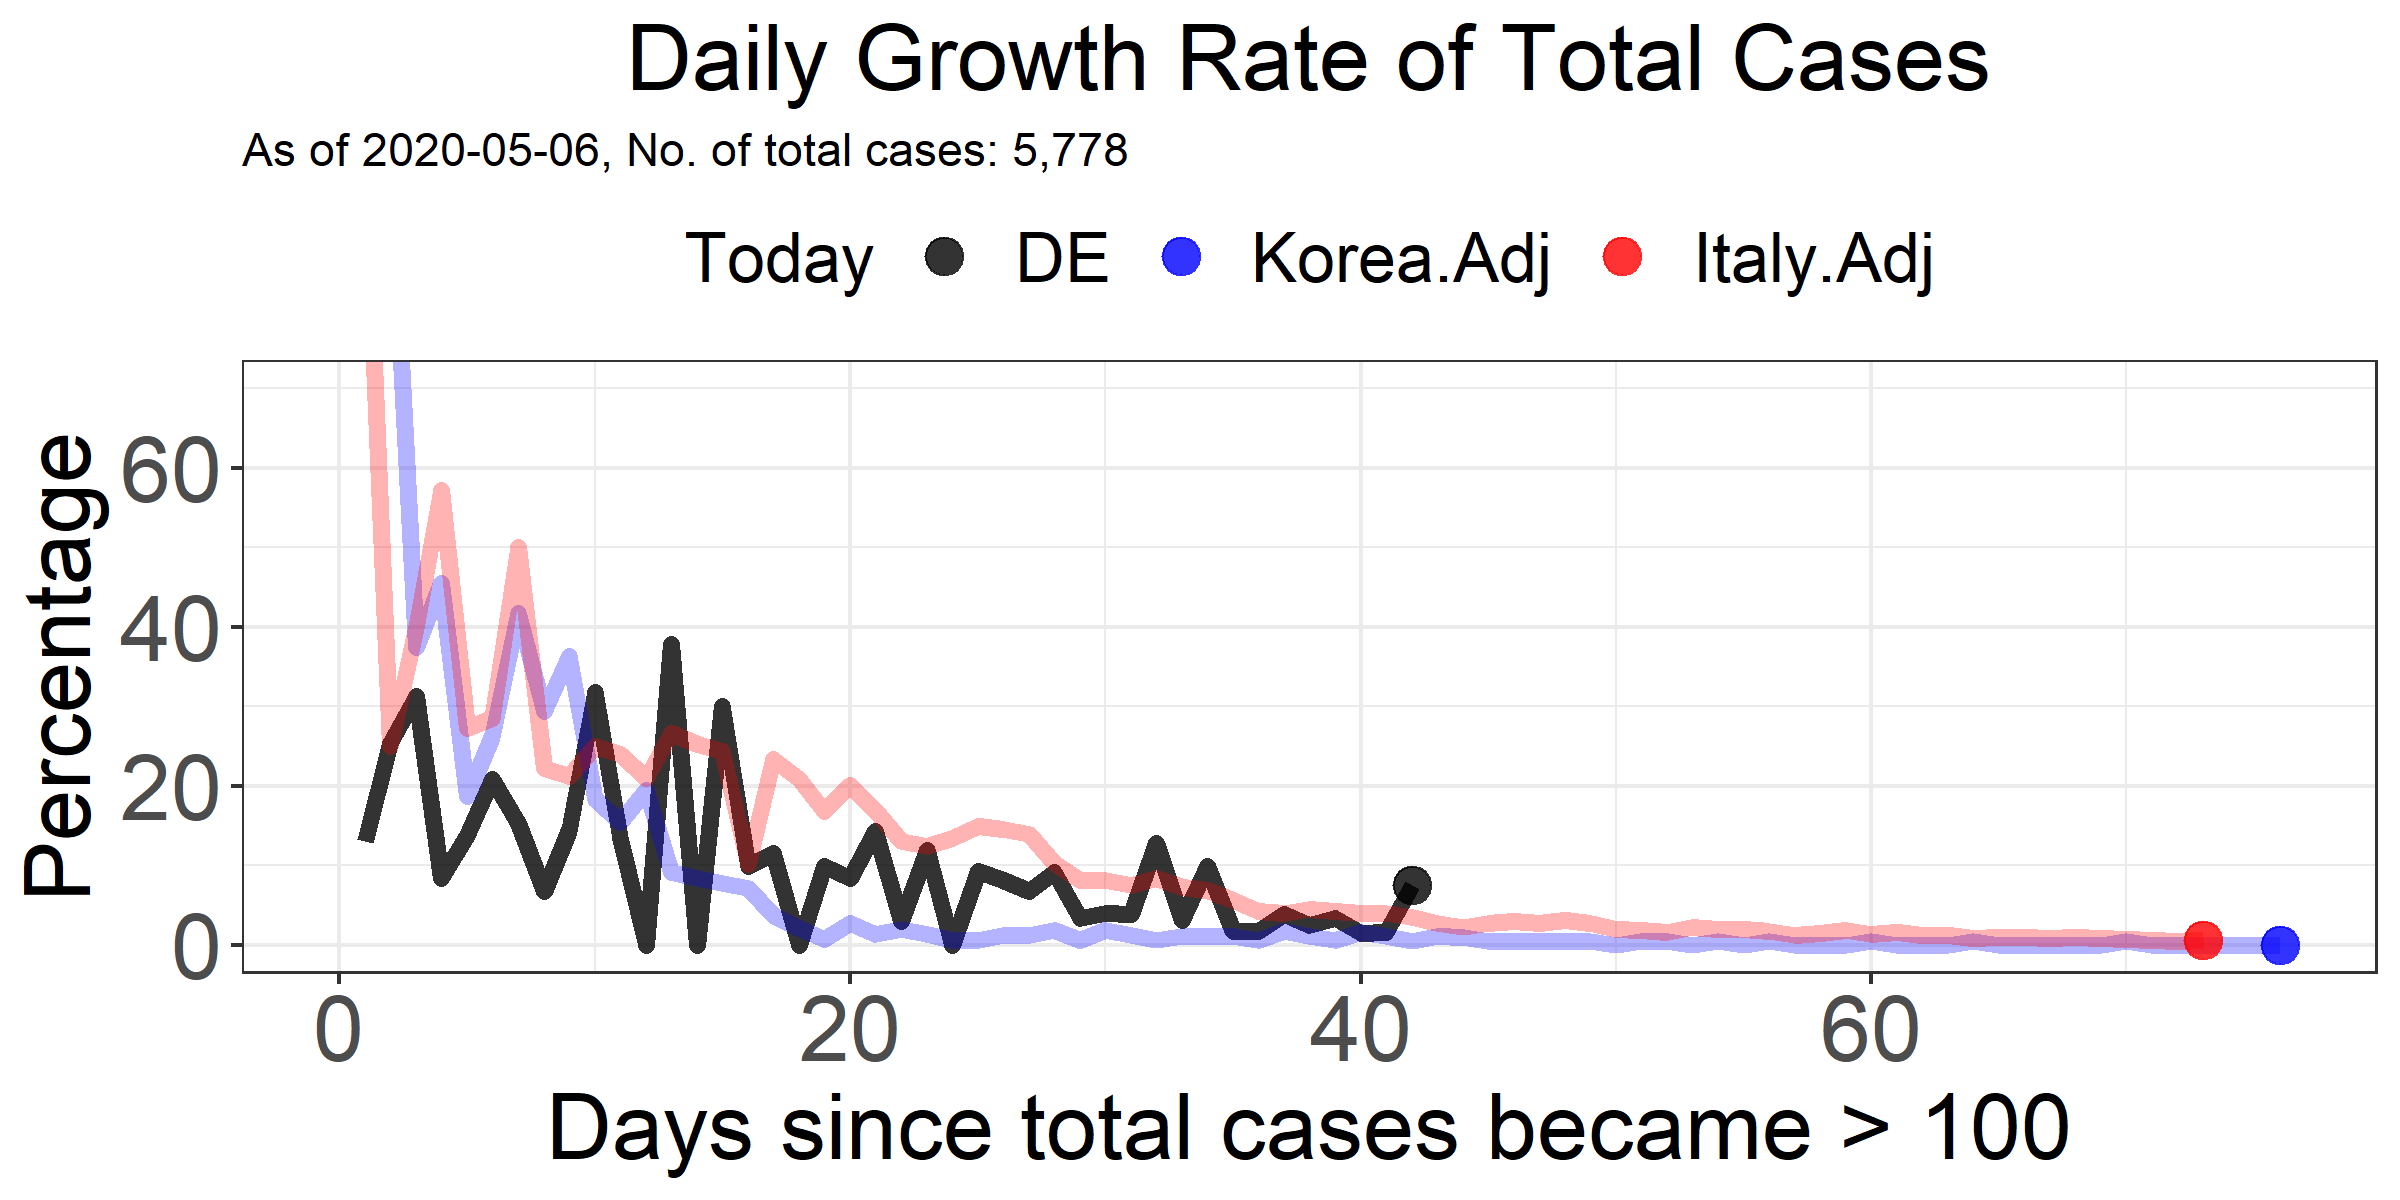 Daily Growth Rate of Total Cases
As of 2020-05-06, No. of total cases: 5,778
Today DE Korea.Adj Italy.Adj
Percentage
60
40
20
0
0 20 40 60
Days since total cases became > 100